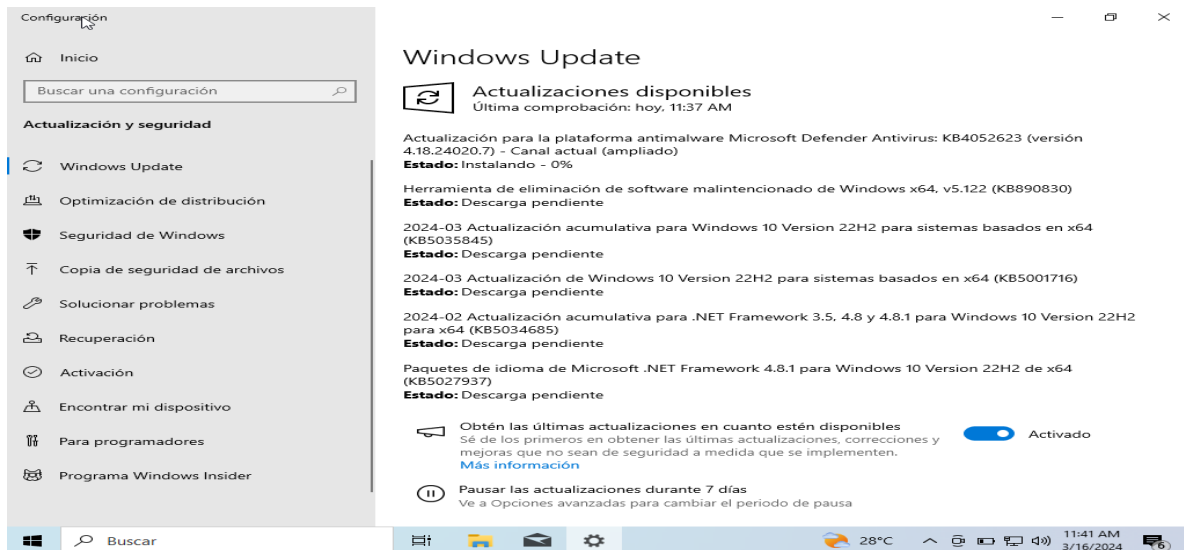 Configuración
Inicio
Buscar una configuración
Actualización y seguridad
Windows Update
Optimización de distribución
Seguridad de Windows
Copia de seguridad de archivos
Solucionar problemas
Recuperación
Activación
Encontrar mi dispositivo
Para programadores
Programa Windows Insider
Windows Update
Actualizaciones disponibles
Última comprobación: hoy, 11:37 AM
Actualización para la plataforma antimalware Microsoft Defender Antivirus: KB4052623 (versión
4.18.24020.7) - Canal actual (ampliado)
Estado: Instalando - 0%
Herramienta de eliminación de software malintencionado de Windows x64, v5.122 (KB890830)
Estado: Descarga pendiente
2024-03 Actualización acumulativa para Windows 10 Version 22H2 para sistemas basados en x64
(KB5035845)
Estado: Descarga pendiente
2024-03 Actualización de Windows 10 Version 22H2 para sistemas basados en x64 (KB5001716)
Estado: Descarga pendiente
2024-02 Actualización acumulativa para .NET Framework 3.5, 4.8 y 4.8.1 para Windows 10 Version 22H2
para x64 (KB5034685)
Estado: Descarga pendiente
Paquetes de idioma de Microsoft .NET Framework 4.8.1 para Windows 10 Version 22H2 de x64
(KB5027937)
Estado: Descarga pendiente
Obtén las últimas actualizaciones en cuanto estén disponibles
Sé de los primeros en obtener las últimas actualizaciones, correcciones y
mejoras que no sean de seguridad a medida que se implementen.
Más información
Activado
Pausar las actualizaciones durante 7 días
Ve a Opciones avanzadas para cambiar el periodo de pausa
Buscar
28°C
11:41 AM
3/16/2024
6